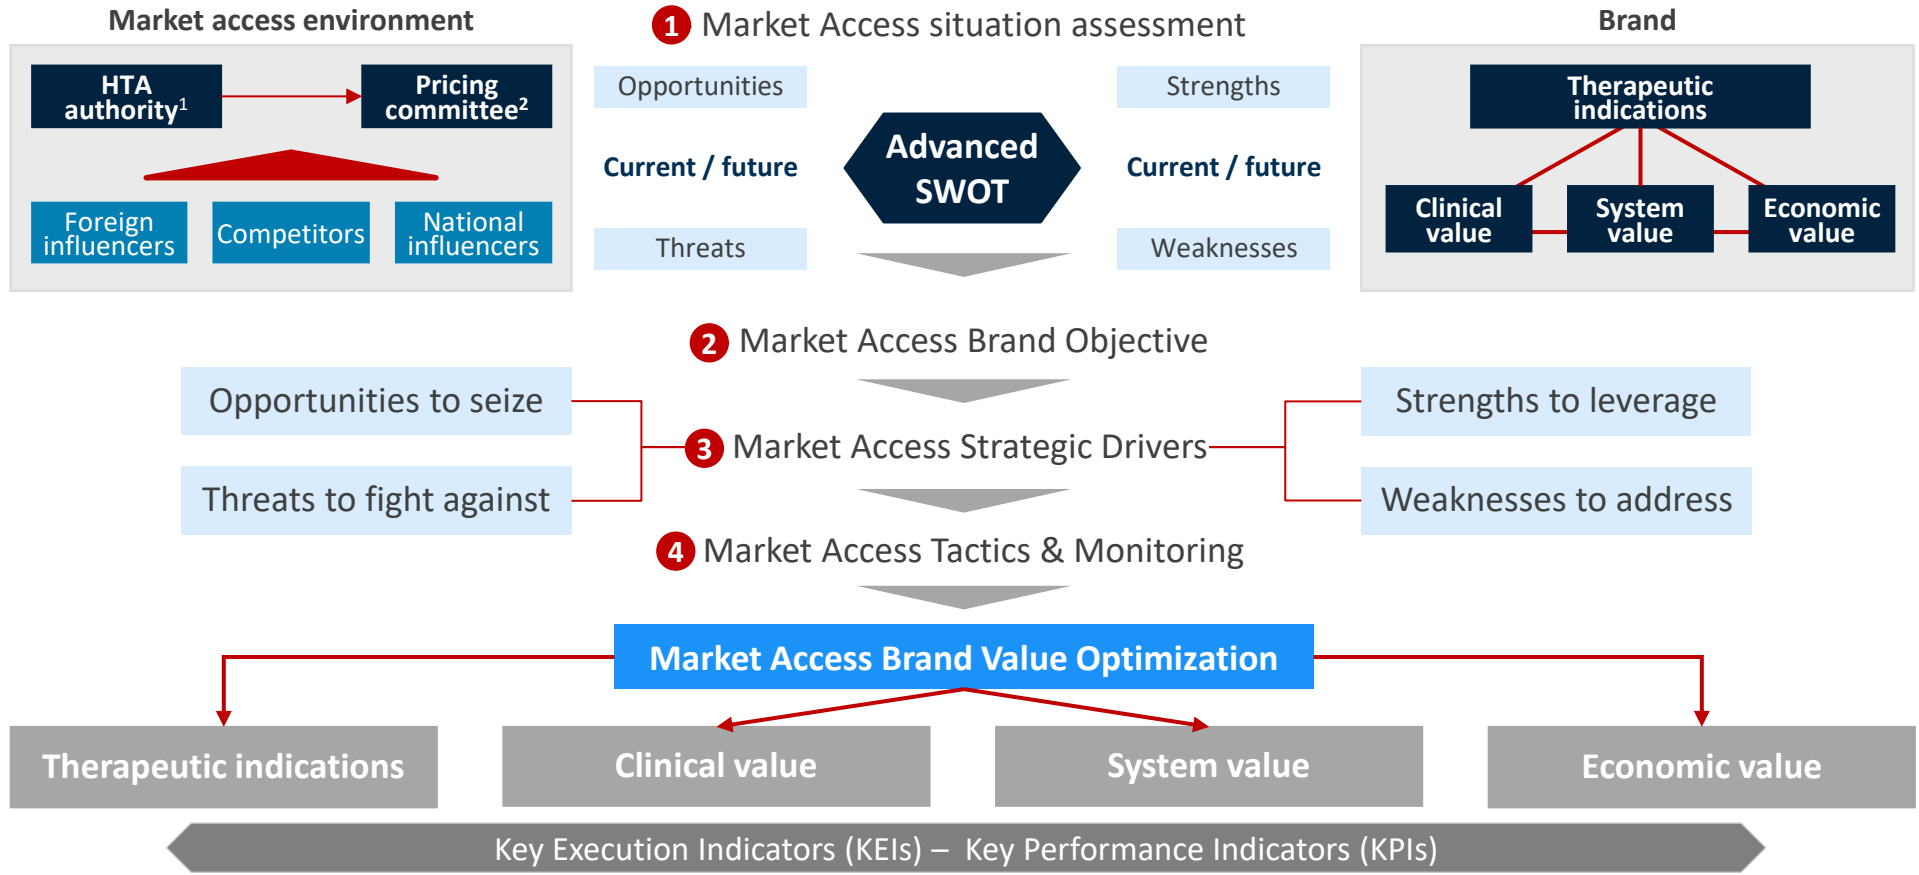 Market access environment
1 Market Access situation assessment
Brand
HTA
authority1
Pricing
committee2
Foreign
influencers
Competitors
National
influencers
Opportunities
Current / future
Threats
Advanced
SWOT
Strengths
Current / future
Weaknesses
Therapeutic
indications
Clinical
value
System
value
Economic
value
2 Market Access Brand Objective
Opportunities to seize
Threats to fight against
3 Market Access Strategic Drivers
Strengths to leverage
Weaknesses to address
4 Market Access Tactics & Monitoring
Market Access Brand Value Optimization
Therapeutic indications
Clinical value
System value
Economic value
Key Execution Indicators (KEIs) – Key Performance Indicators (KPIs)